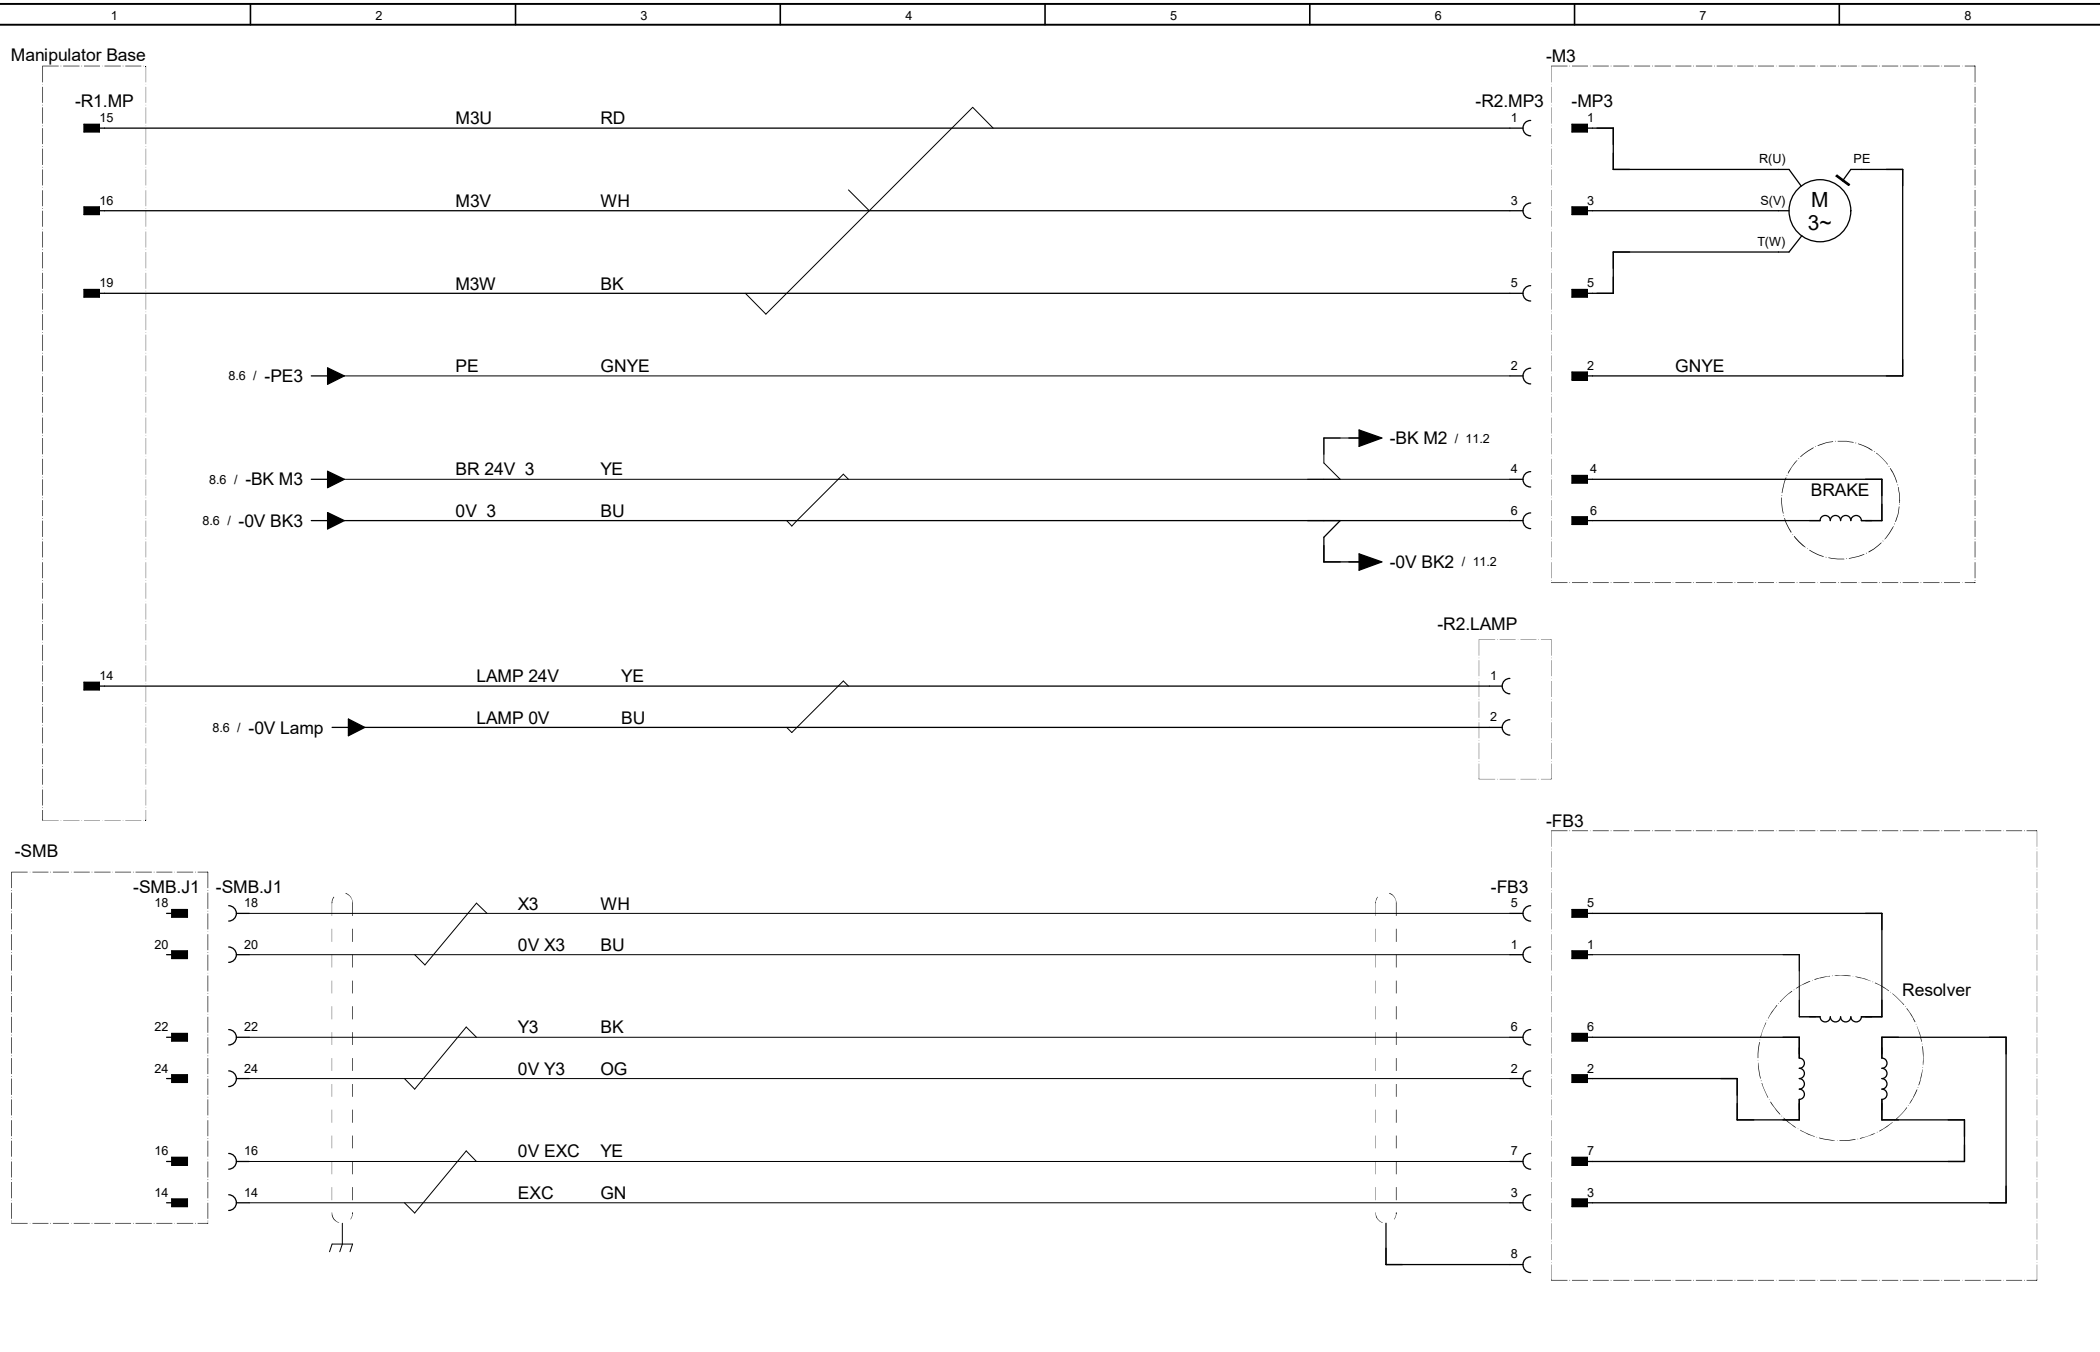 1 2 3 4 5 6 7 8
Manipulator Base -M3
-R1.MP -R2.MP3 -MP3
15 M3U RD 1 1
R(U) PE
16 M3V WH 3 3 S(V) M
3~
T(W)
19 M3W BK 5 5
8.6 / -PE3 PE GNYE 2 2 GNYE
-BK M2 / 11.2
8.6 / -BK M3 BR 24V 3 YE 4 4
BRAKE
8.6 / -0V BK3 0V 3 BU 6 6
-0V BK2 / 11.2
-R2.LAMP
14 LAMP 24V YE 1
8.6 / -0V Lamp LAMP 0V BU 2
-FB3
-SMB
-SMB.J1 -SMB.J1 -FB3
18 18 X3 WH 5 5
20 20 0V X3 BU 1 1
Resolver
22 22 Y3 BK 6 6
24 24 0V Y3 OG 2 2
16 16 0V EXC YE 7 7
14 14 EXC GN 3 3
8